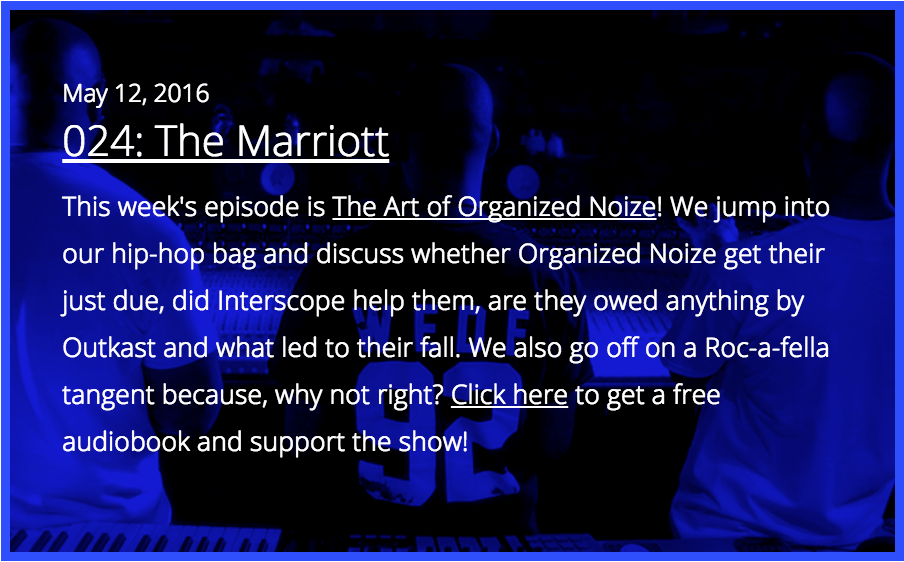 May 12, 2016
024: The Marriott
This week's episode is The Art of Organized Noize! We jump into
our hip-hop bag and discuss whether Organized Noize get their
just due, did Interscope help them, are they owed anything by
Outkast and what led to their fall. We also go off on a Roc-a-fella
tangent because, why not right? Click here to get a free
audiobook and support the show!
92